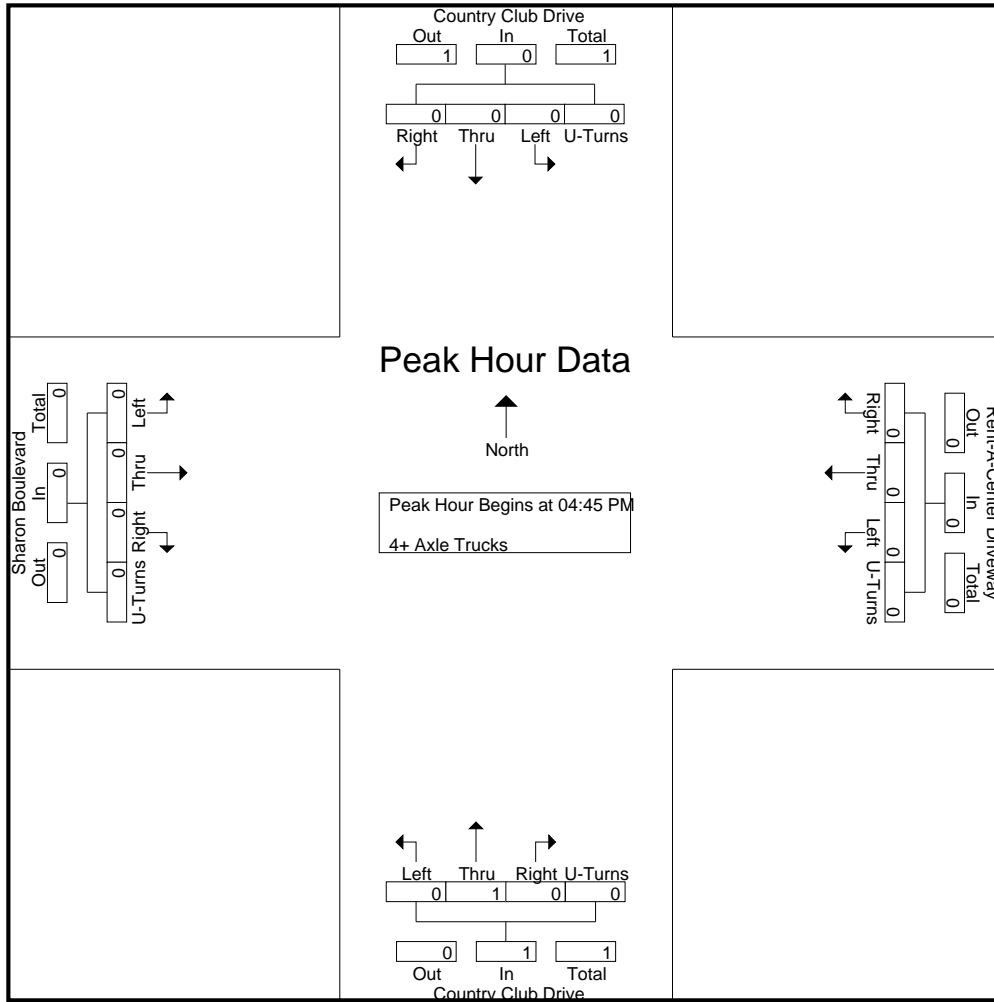 Country Club Drive
Out In Total
1 0 1
0 0 0 0
Right Thru Left U-Turns
Peak Hour Data
North
Peak Hour Begins at 04:45 PM
4+ Axle Trucks
Sharon Boulevard
Total In Out
0 0 0
0 0 0 0
Left Thru Right U-Turns
Rent-A-Center Driveway
Out In Total
0 0 0
0 0 0 0
Right Thru Left U-Turns
Left Thru Right U-Turns
0 1 0 0
0 1 1
Out In Total
Country Club Drive